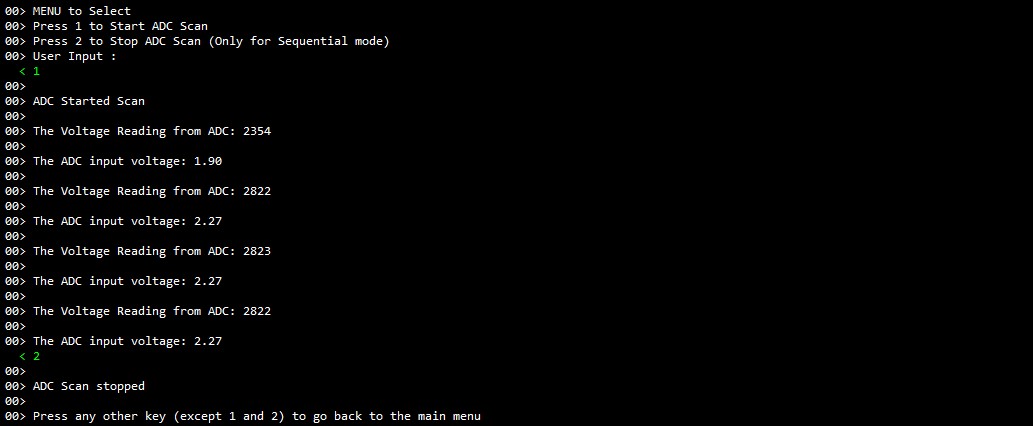 00> MENU to Select
00> Press 1 to Start ADC Scan
00> Press 2 to Stop ADC Scan (Only for Sequential mode)
00> User Input :
< 1
00>
00> ADC Started Scan
00>
00> The Voltage Reading from ADC: 2354
00>
00> The ADC input voltage: 1.90
00>
00> The Voltage Reading from ADC: 2822
00>
00> The ADC input voltage: 2.27
00>
00> The Voltage Reading from ADC: 2823
00>
00> The ADC input voltage: 2.27
00>
00> The Voltage Reading from ADC: 2822
00>
00> The ADC input voltage: 2.27
< 2
00>
00> ADC Scan stopped
00>
00> Press any other key (except 1 and 2) to go back to the main menu